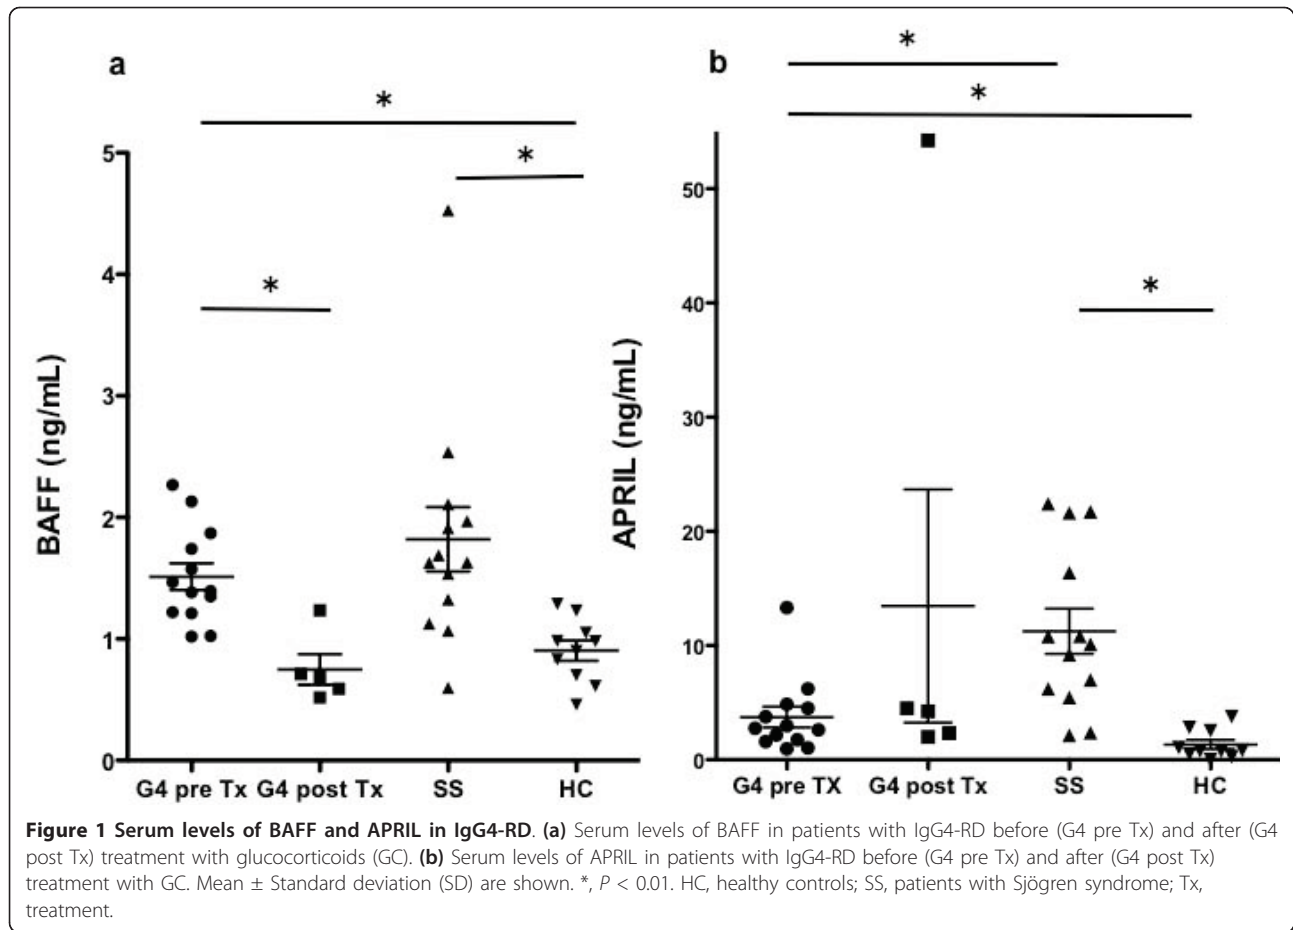 a
*
*
*
5
4
3
2
1
0
BAFF (ng/mL)
G4 pre Tx G4 post Tx SS HC
b
*
*
*
50
40
30
20
10
0
APRIL (ng/mL)
G4 pre TX G4 post Tx SS HC
Figure 1 Serum levels of BAFF and APRIL in IgG4-RD. (a) Serum levels of BAFF in patients with IgG4-RD before (G4 pre Tx) and after (G4
post Tx) treatment with glucocorticoids (GC). (b) Serum levels of APRIL in patients with IgG4-RD before (G4 pre Tx) and after (G4 post Tx)
treatment with GC. Mean ± Standard deviation (SD) are shown. *, P < 0.01. HC, healthy controls; SS, patients with Sjögren syndrome; Tx,
treatment.